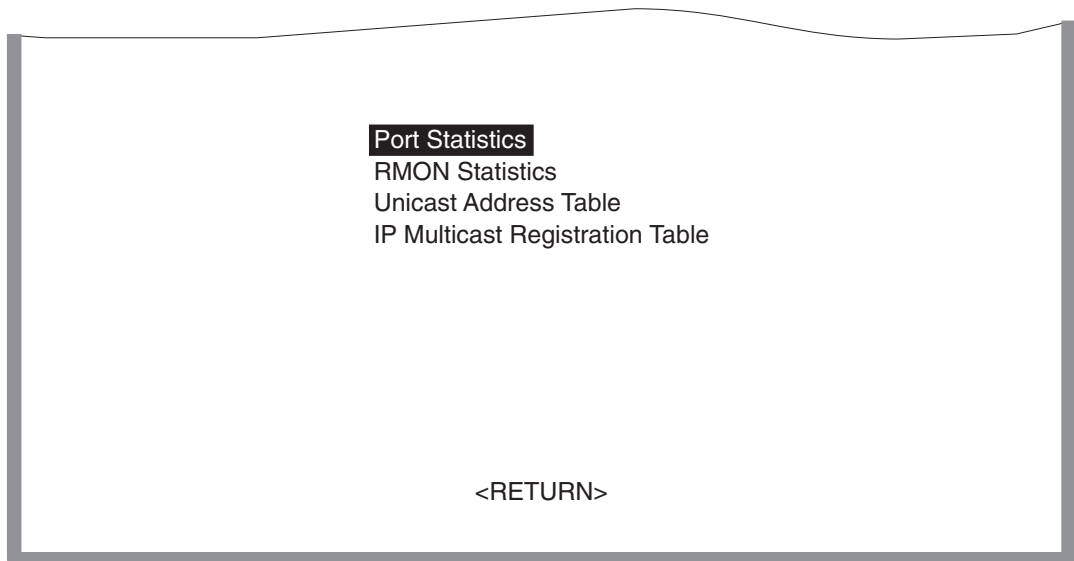 Port Statistics
RMON Statistics
Unicast Address Table
IP Multicast Registration Table
<RETURN>